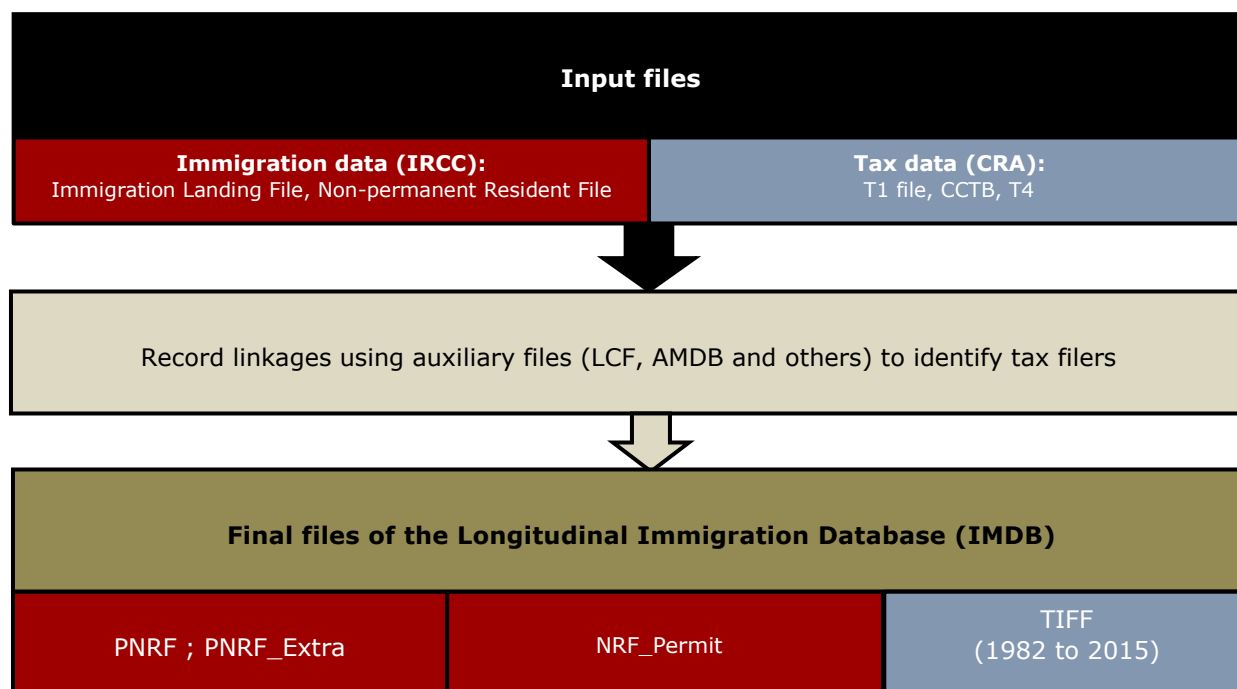 Input files
Immigration data (IRCC):
Immigration Landing File, Non-permanent Resident File
Tax data (CRA):
T1 file, CCTB, T4
Record linkages using auxiliary files (LCF, AMDB and others) to identify tax filers
Final files of the Longitudinal Immigration Database (IMDB)
PNRF ; PNRF_Extra
NRF_Permit
TIFF
(1982 to 2015)